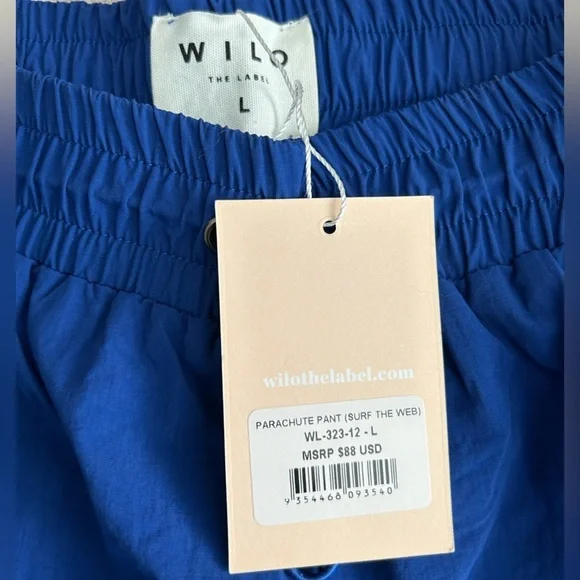 WILO
THE LABEL
L
wilothelabel.com
PARACHUTE PANT (SURF THE WEB)
WL-323-12 - L
MSRP $88 USD
9 354468 093540